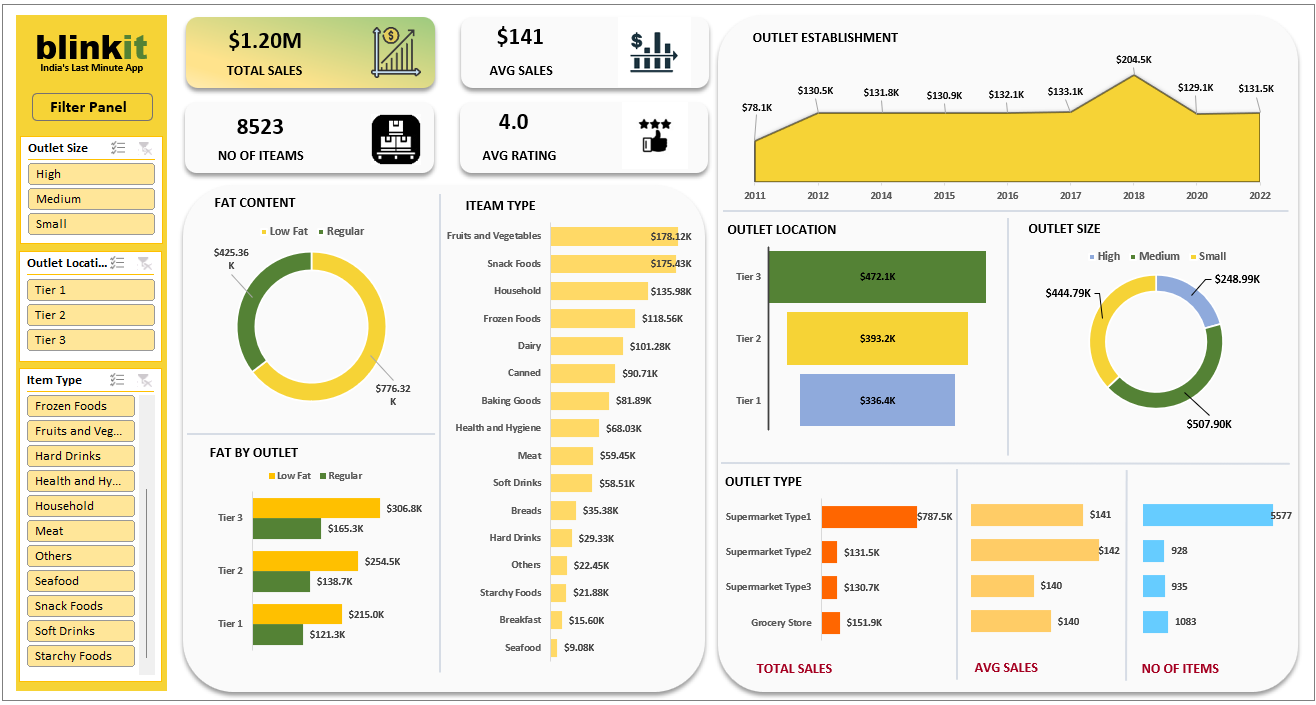 blinkit
India's Last Minute App
Filter Panel
Outlet Size
High
Medium
Small
Outlet Locati...
Tier 1
Tier 2
Tier 3
Item Type
Frozen Foods
Fruits and Veg...
Hard Drinks
Health and Hy...
Household
Meat
Others
Seafood
Snack Foods
Soft Drinks
Starchy Foods
$1.20M
TOTAL SALES
$
$141
AVG SALES
$
8523
NO OF ITEAMS
4.0
AVG RATING
FAT CONTENT
Low Fat Regular
$425.36
K
$776.32
K
FAT BY OUTLET
Low Fat Regular
Tier 3 $306.8K
$165.3K
Tier 2 $254.5K
$138.7K
Tier 1 $215.0K
$121.3K
ITEAM TYPE
Fruits and Vegetables $178.12K
Snack Foods $175.43K
Household $135.98K
Frozen Foods $118.56K
Dairy $101.28K
Canned $90.71K
Baking Goods $81.89K
Health and Hygiene $68.03K
Meat $59.45K
Soft Drinks $58.51K
Breads $35.38K
Hard Drinks $29.33K
Others $22.45K
Starchy Foods $21.88K
Breakfast $15.60K
Seafood $9.08K
OUTLET ESTABLISHMENT
$78.1K $130.5K $131.8K $130.9K $132.1K $133.1K $204.5K $129.1K $131.5K
2011 2012 2014 2015 2016 2017 2018 2020 2022
OUTLET LOCATION
Tier 3 $472.1K
Tier 2 $393.2K
Tier 1 $336.4K
OUTLET SIZE
High Medium Small
$248.99K
$444.79K
$507.90K
OUTLET TYPE
Supermarket Type1 $787.5K $141 5577
Supermarket Type2 $131.5K $142 928
Supermarket Type3 $130.7K $140 935
Grocery Store $151.9K $140 1083
TOTAL SALES AVG SALES NO OF ITEMS